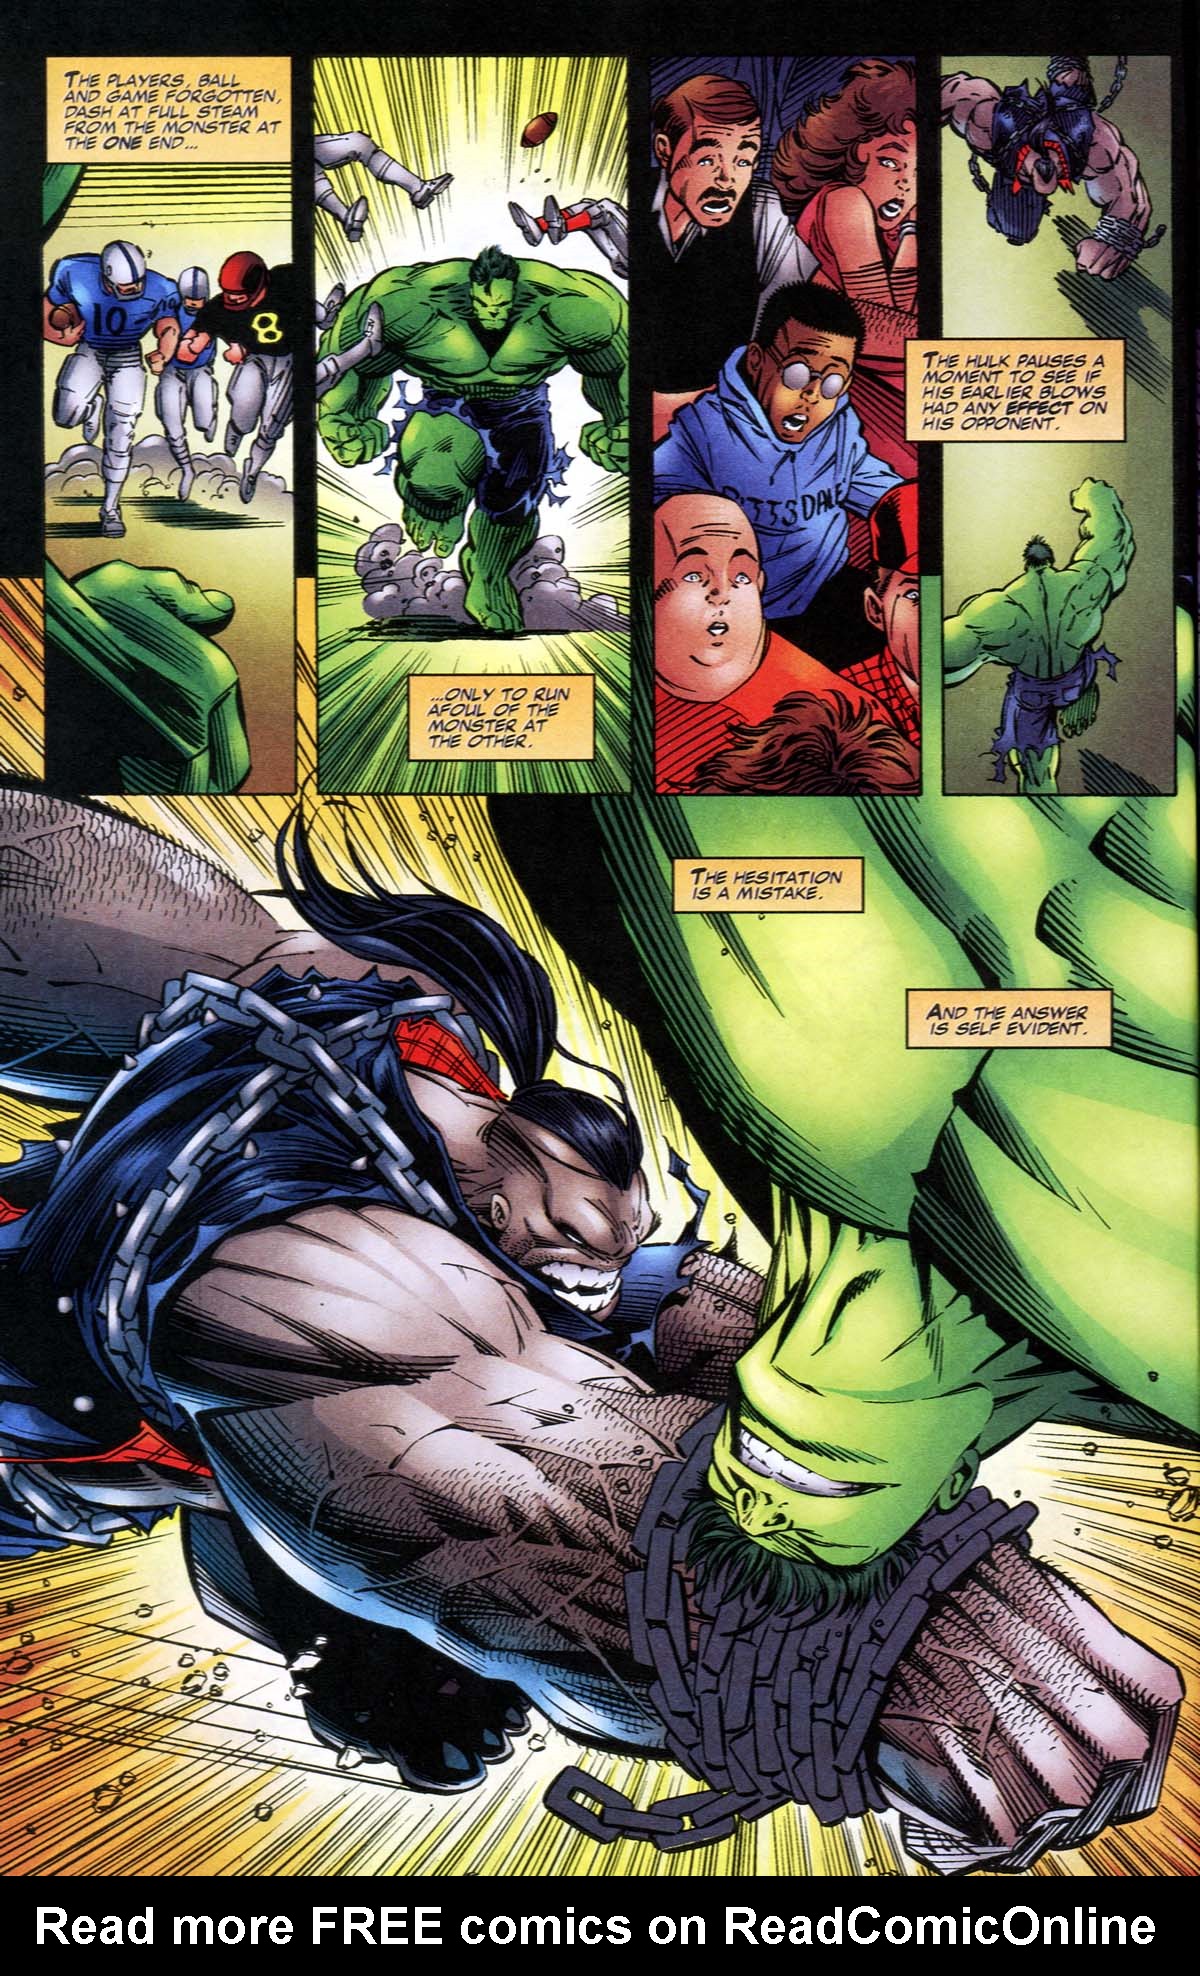 THE PLAYERS, BALL
AND GAME FORGOTTEN,
DASH AT FULL STEAM
FROM THE MONSTER AT
THE ONE END...
10
8
...ONLY TO RUN
AFOUL OF THE
MONSTER AT
THE OTHER.
TTSDALE
THE HULK PAUSES A
MOMENT TO SEE IF
HIS EARLIER BLOWS
HAD ANY EFFECT ON
HIS OPPONENT.
THE HESITATION
IS A MISTAKE.
AND THE ANSWER
IS SELF EVIDENT.
Read more FREE comics on ReadComicOnline